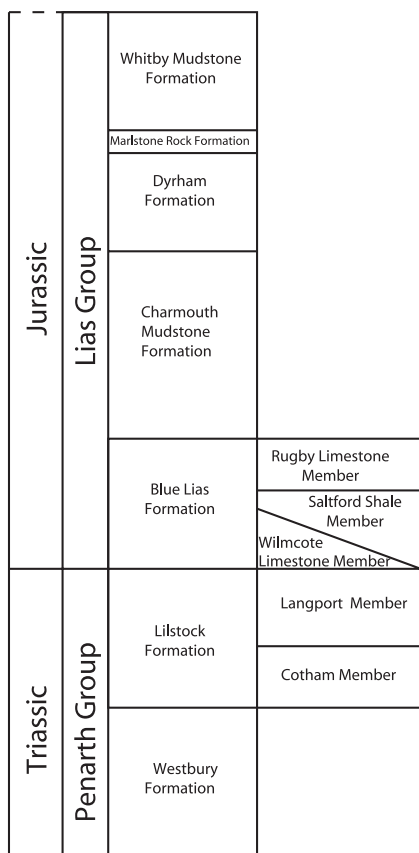 Jurassic
Triassic
Lias Group
Penarth Group
Whitby Mudstone
Formation
Marlstone Rock Formation
Dyrham
Formation
Charmouth
Mudstone
Formation
Blue Lias
Formation
Lilstock
Formation
Westbury
Formation
Rugby Limestone
Member
Saltford Shale
Member
Wilmcote
Limestone Member
Langport Member
Cotham Member